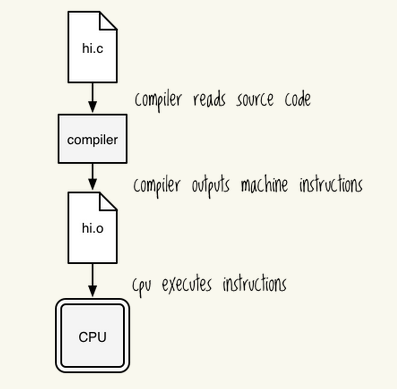 hi.c
compiler reads source code
compiler
compiler outputs machine instructions
hi.o
cpu executes instructions
CPU